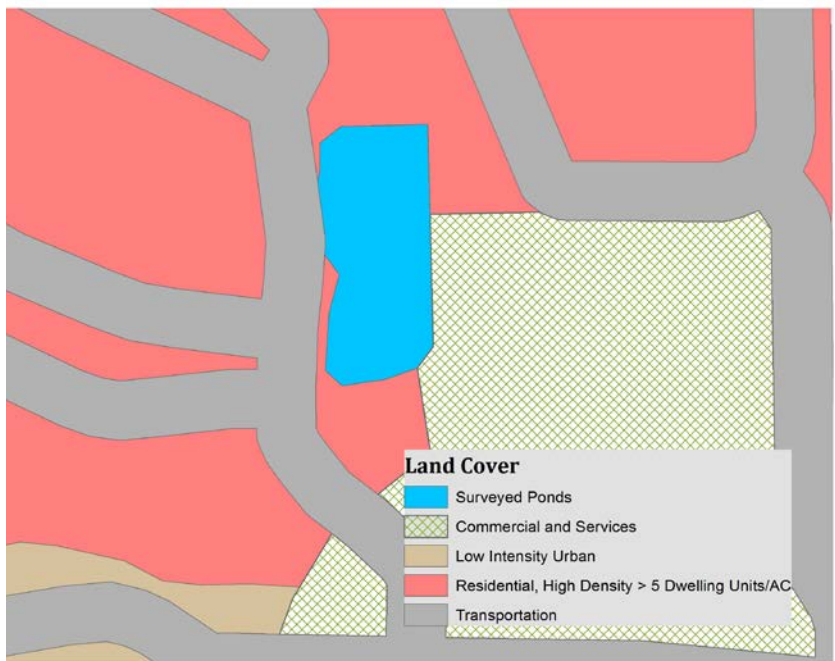 Land Cover
Surveyed Ponds
Commercial and Services
Low Intensity Urban
Residential, High Density > 5 Dwelling Units/AC
Transportation